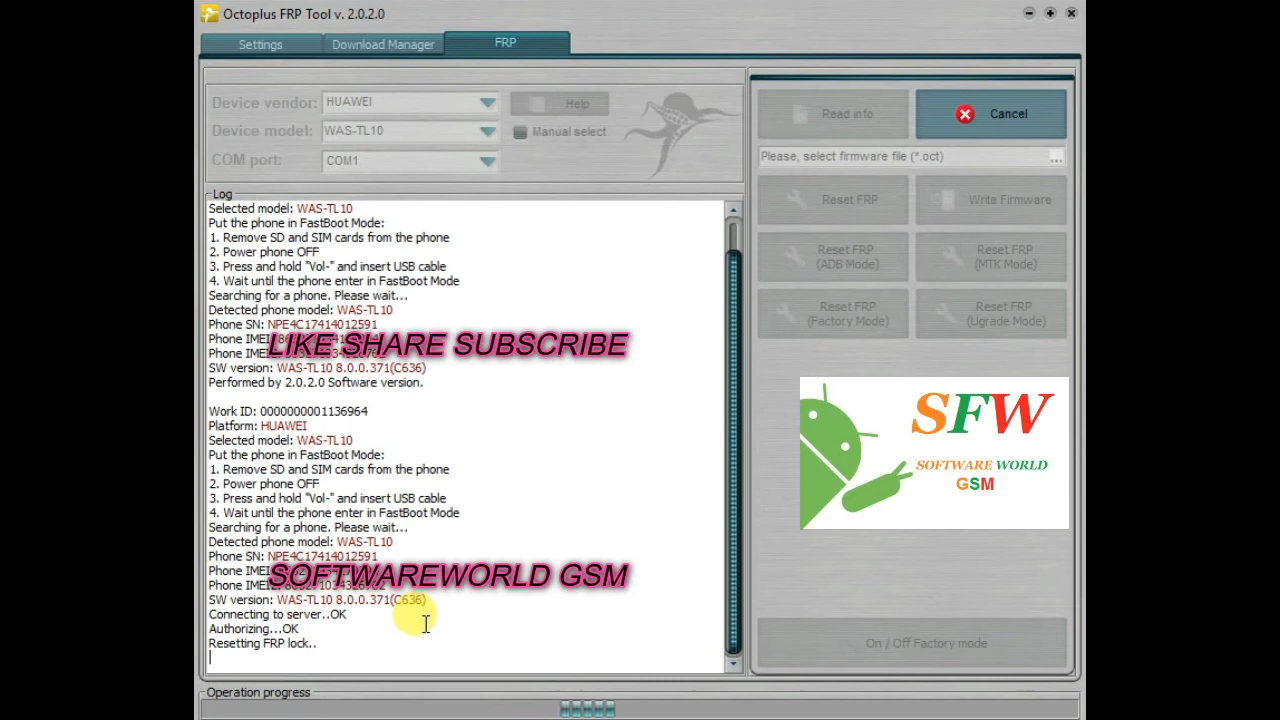 Octoplus FRP Tool v. 2.0.2.0
Settings
Download Manager
FRP
Device vendor: HUAWEI
Help
Device model: WAS-TL10
Manual select
COM port: COM1
Read info
Cancel
Please, select firmware file (*.oct)
...
Reset FRP
Write Firmware
Reset FRP
(ADB Mode)
Reset FRP
(MTK Mode)
Reset FRP
(Factory Mode)
Reset FRP
(Ugrade Mode)
Log
Selected model: WAS-TL10
Put the phone in FastBoot Mode:
1. Remove SD and SIM cards from the phone
2. Power phone OFF
3. Press and hold "Vol-" and insert USB cable
4. Wait until the phone enter in FastBoot Mode
Searching for a phone. Please wait...
Detected phone model: WAS-TL10
Phone SN: NPE4C17414012591
Phone
LIKE SHARE SUBSCRIBE
Phone
SW version: WAS-TL10 8.0.0.371(C636)
Performed by 2.0.2.0 Software version.
Work ID: 0000000001136964
Platform: HUAWEI
Selected model: WAS-TL10
Put the phone in FastBoot Mode:
1. Remove SD and SIM cards from the phone
2. Power phone OFF
3. Press and hold "Vol-" and insert USB cable
4. Wait until the phone enter in FastBoot Mode
Searching for a phone. Please wait...
Detected phone model: WAS-TL10
Phone SN: NPE4C17414012591
Phone
SOFTWAREWORLD GSM
Phone
SW version: WAS-TL10 8.0.0.371(C636)
Connecting to server..OK
Authorizing...OK
Resetting FRP lock..
SFW
SOFTWARE WORLD
GSM
On / Off Factory mode
Operation progress